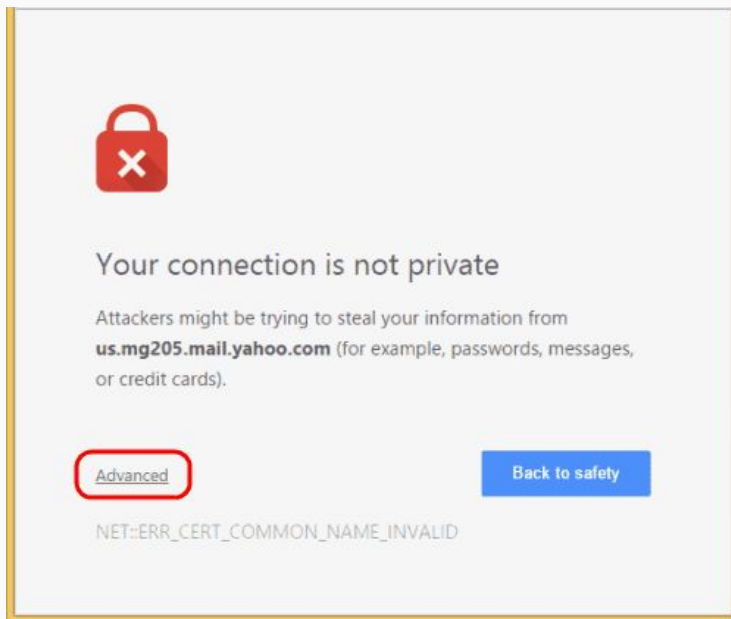 Your connection is not private
Attackers might be trying to steal your information from
us.mg205.mail.yahoo.com (for example, passwords, messages,
or credit cards).
Advanced
Back to safety
NET::ERR_CERT_COMMON_NAME_INVALID